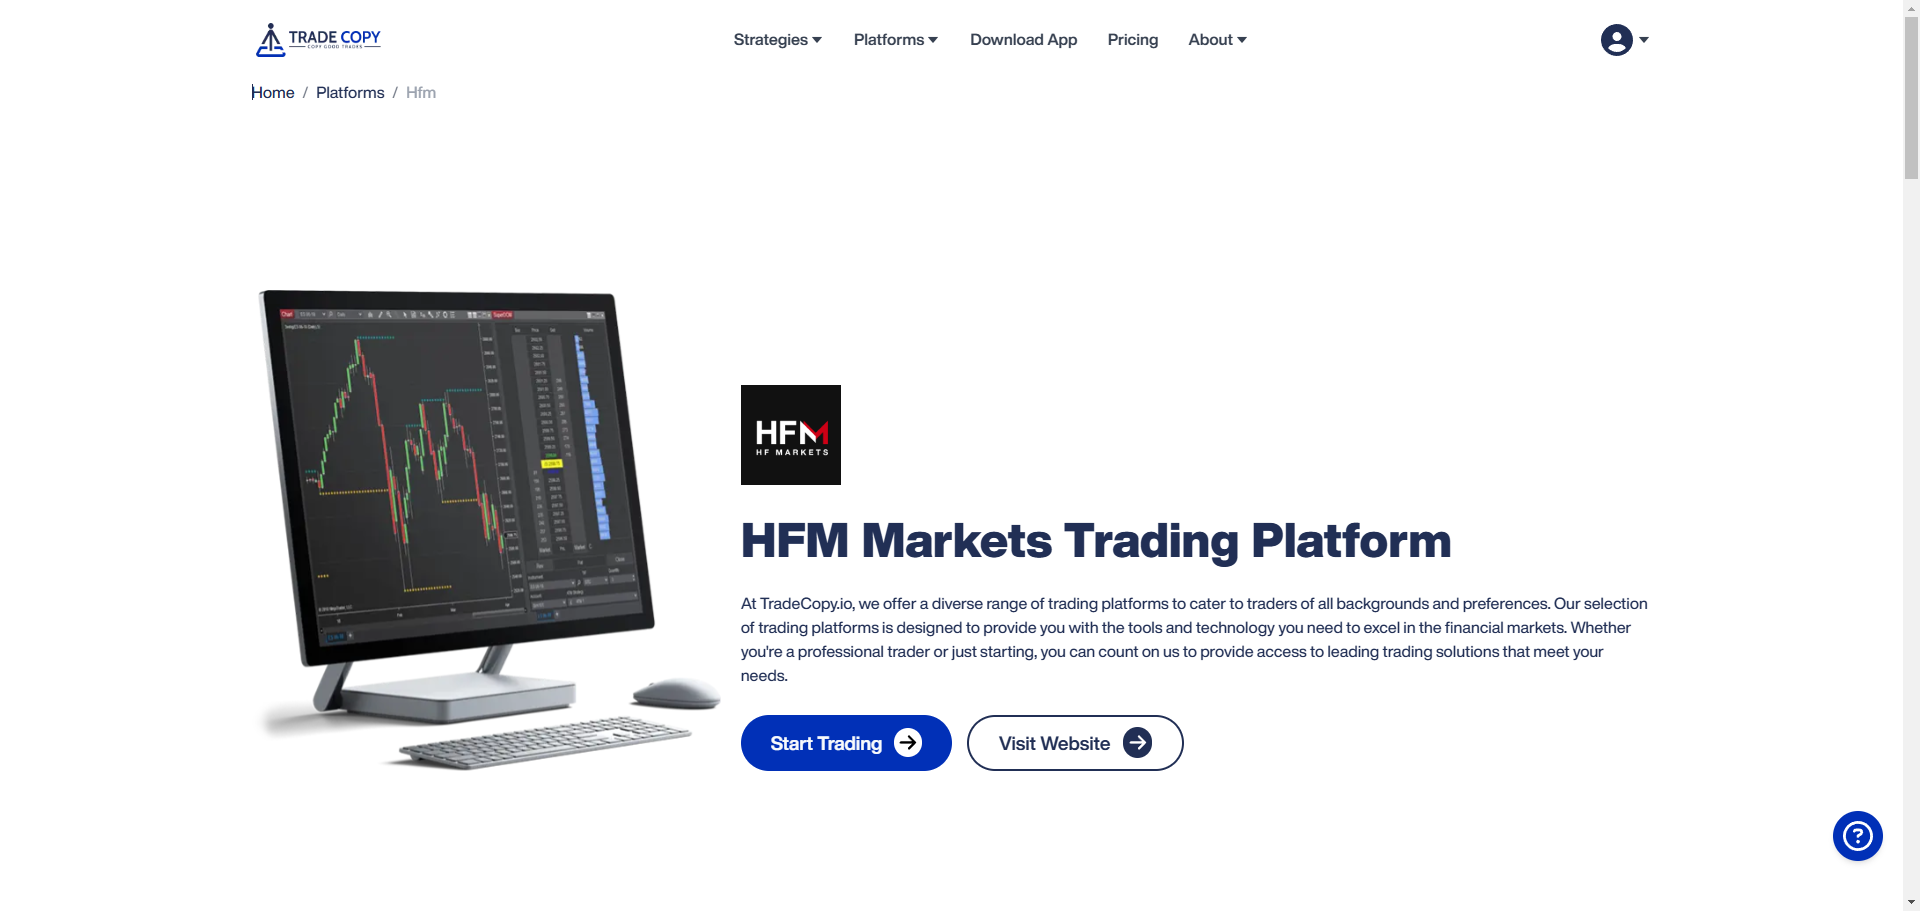 TRADE COPY
COPY GOOD TRADES
Strategies
Platforms
Download App
Pricing
About
Home / Platforms / Hfm
HFM
HF MARKETS
HFM Markets Trading Platform
At TradeCopy.io, we offer a diverse range of trading platforms to cater to traders of all backgrounds and preferences. Our selection
of trading platforms is designed to provide you with the tools and technology you need to excel in the financial markets. Whether
you're a professional trader or just starting, you can count on us to provide access to leading trading solutions that meet your
needs.
Start Trading
Visit Website